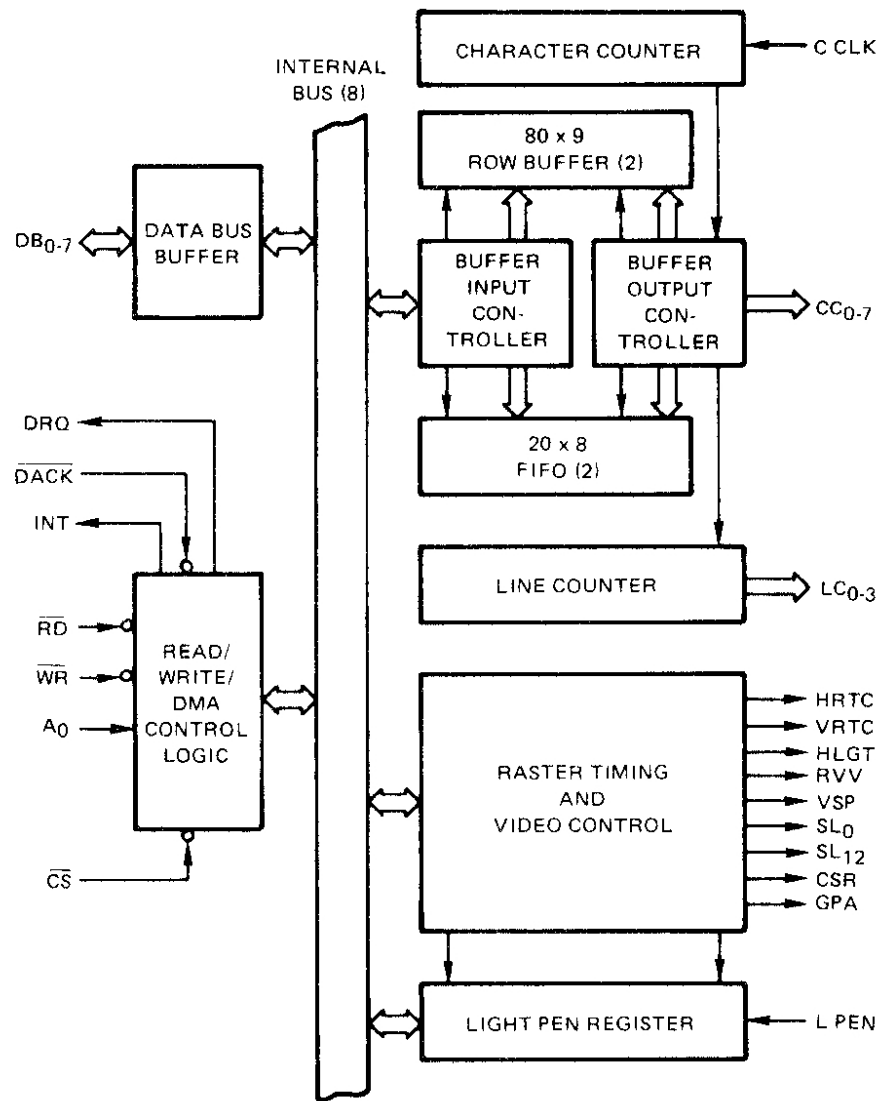 CHARACTER COUNTER
C CLK
INTERNAL
BUS (8)
80 x 9
ROW BUFFER (2)
DB0-7
DATA BUS
BUFFER
BUFFER
INPUT
CON-
TROLLER
BUFFER
OUTPUT
CON-
TROLLER
CC0-7
20 x 8
FIFO (2)
DRQ
DACK
INT
LINE COUNTER
LC0-3
RD
WR
A0
CS
READ/
WRITE/
DMA
CONTROL
LOGIC
RASTER TIMING
AND
VIDEO CONTROL
HRTC
VRTC
HLGT
RVV
VSP
SL0
SL12
CSR
GPA
LIGHT PEN REGISTER
L PEN